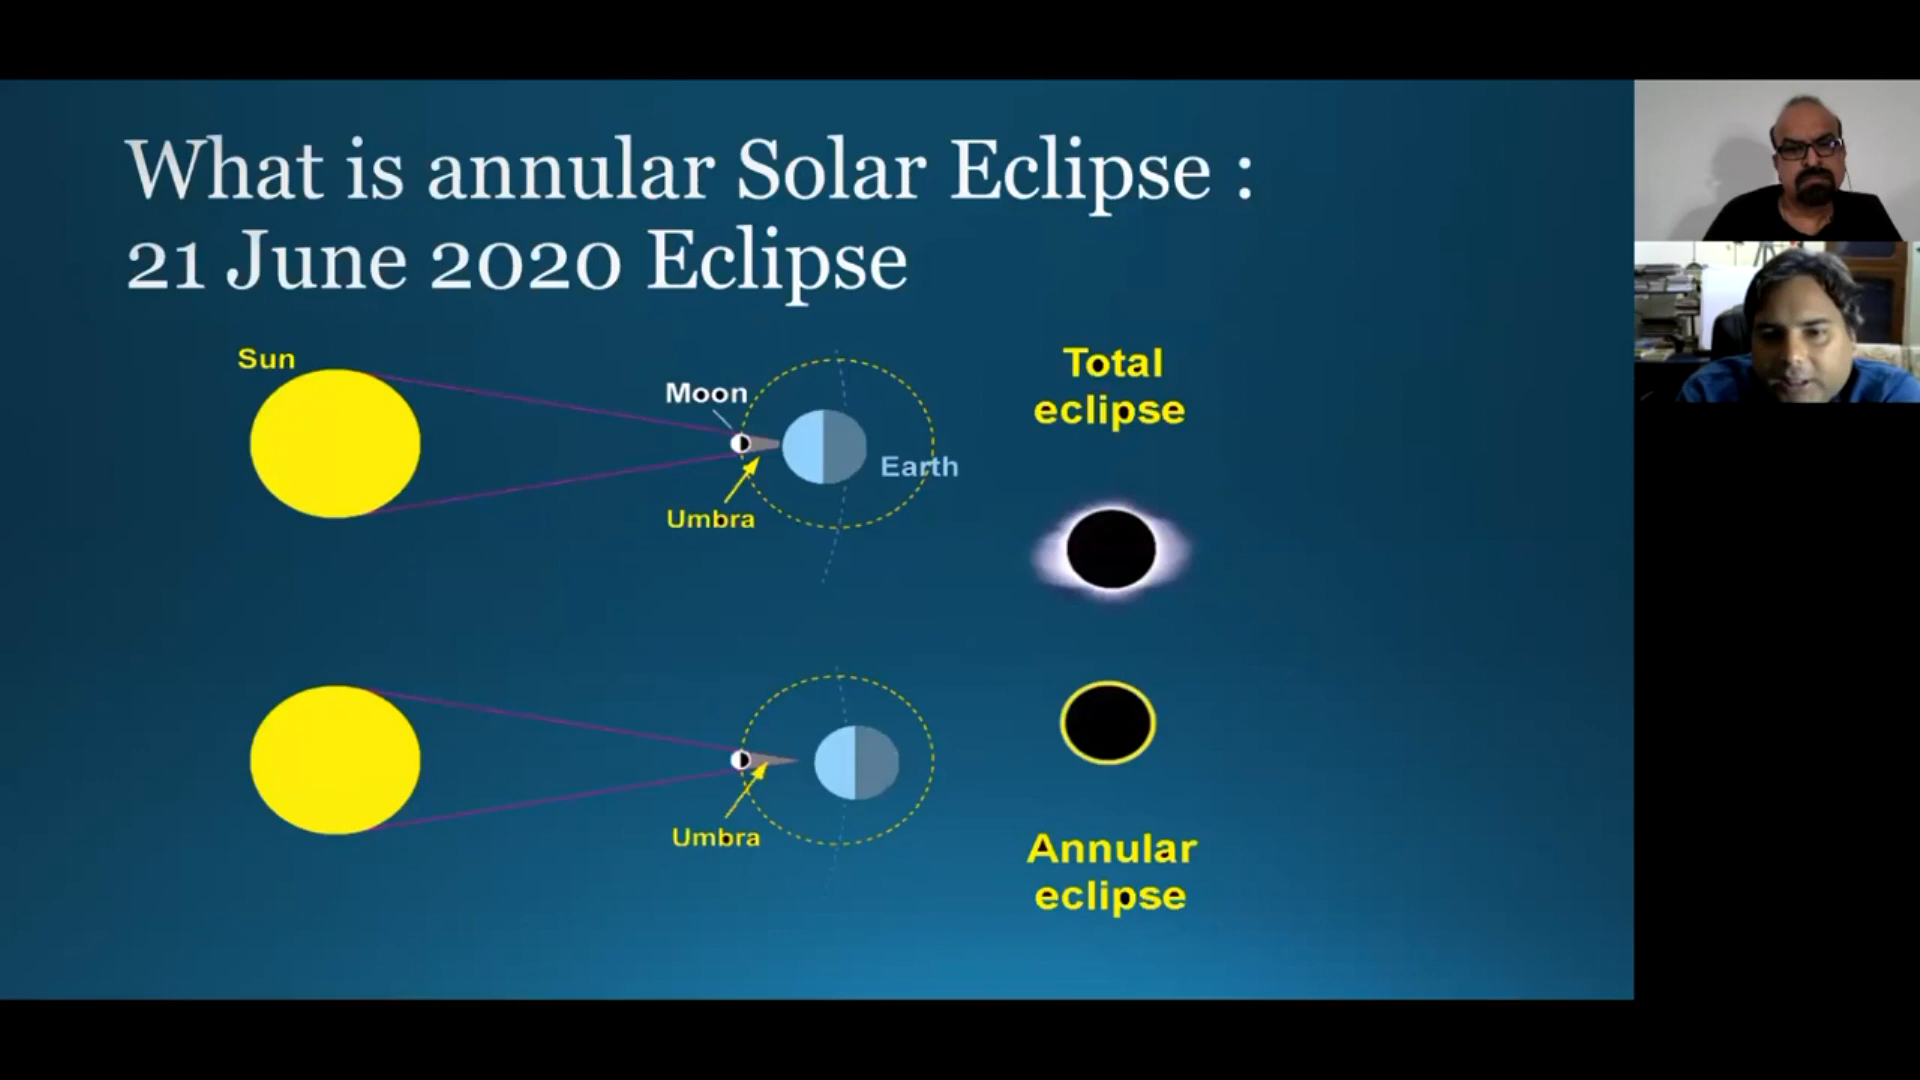 What is annular Solar Eclipse :
21 June 2020 Eclipse
Sun
Moon
Earth
Umbra
Total
eclipse
Umbra
Annular
eclipse